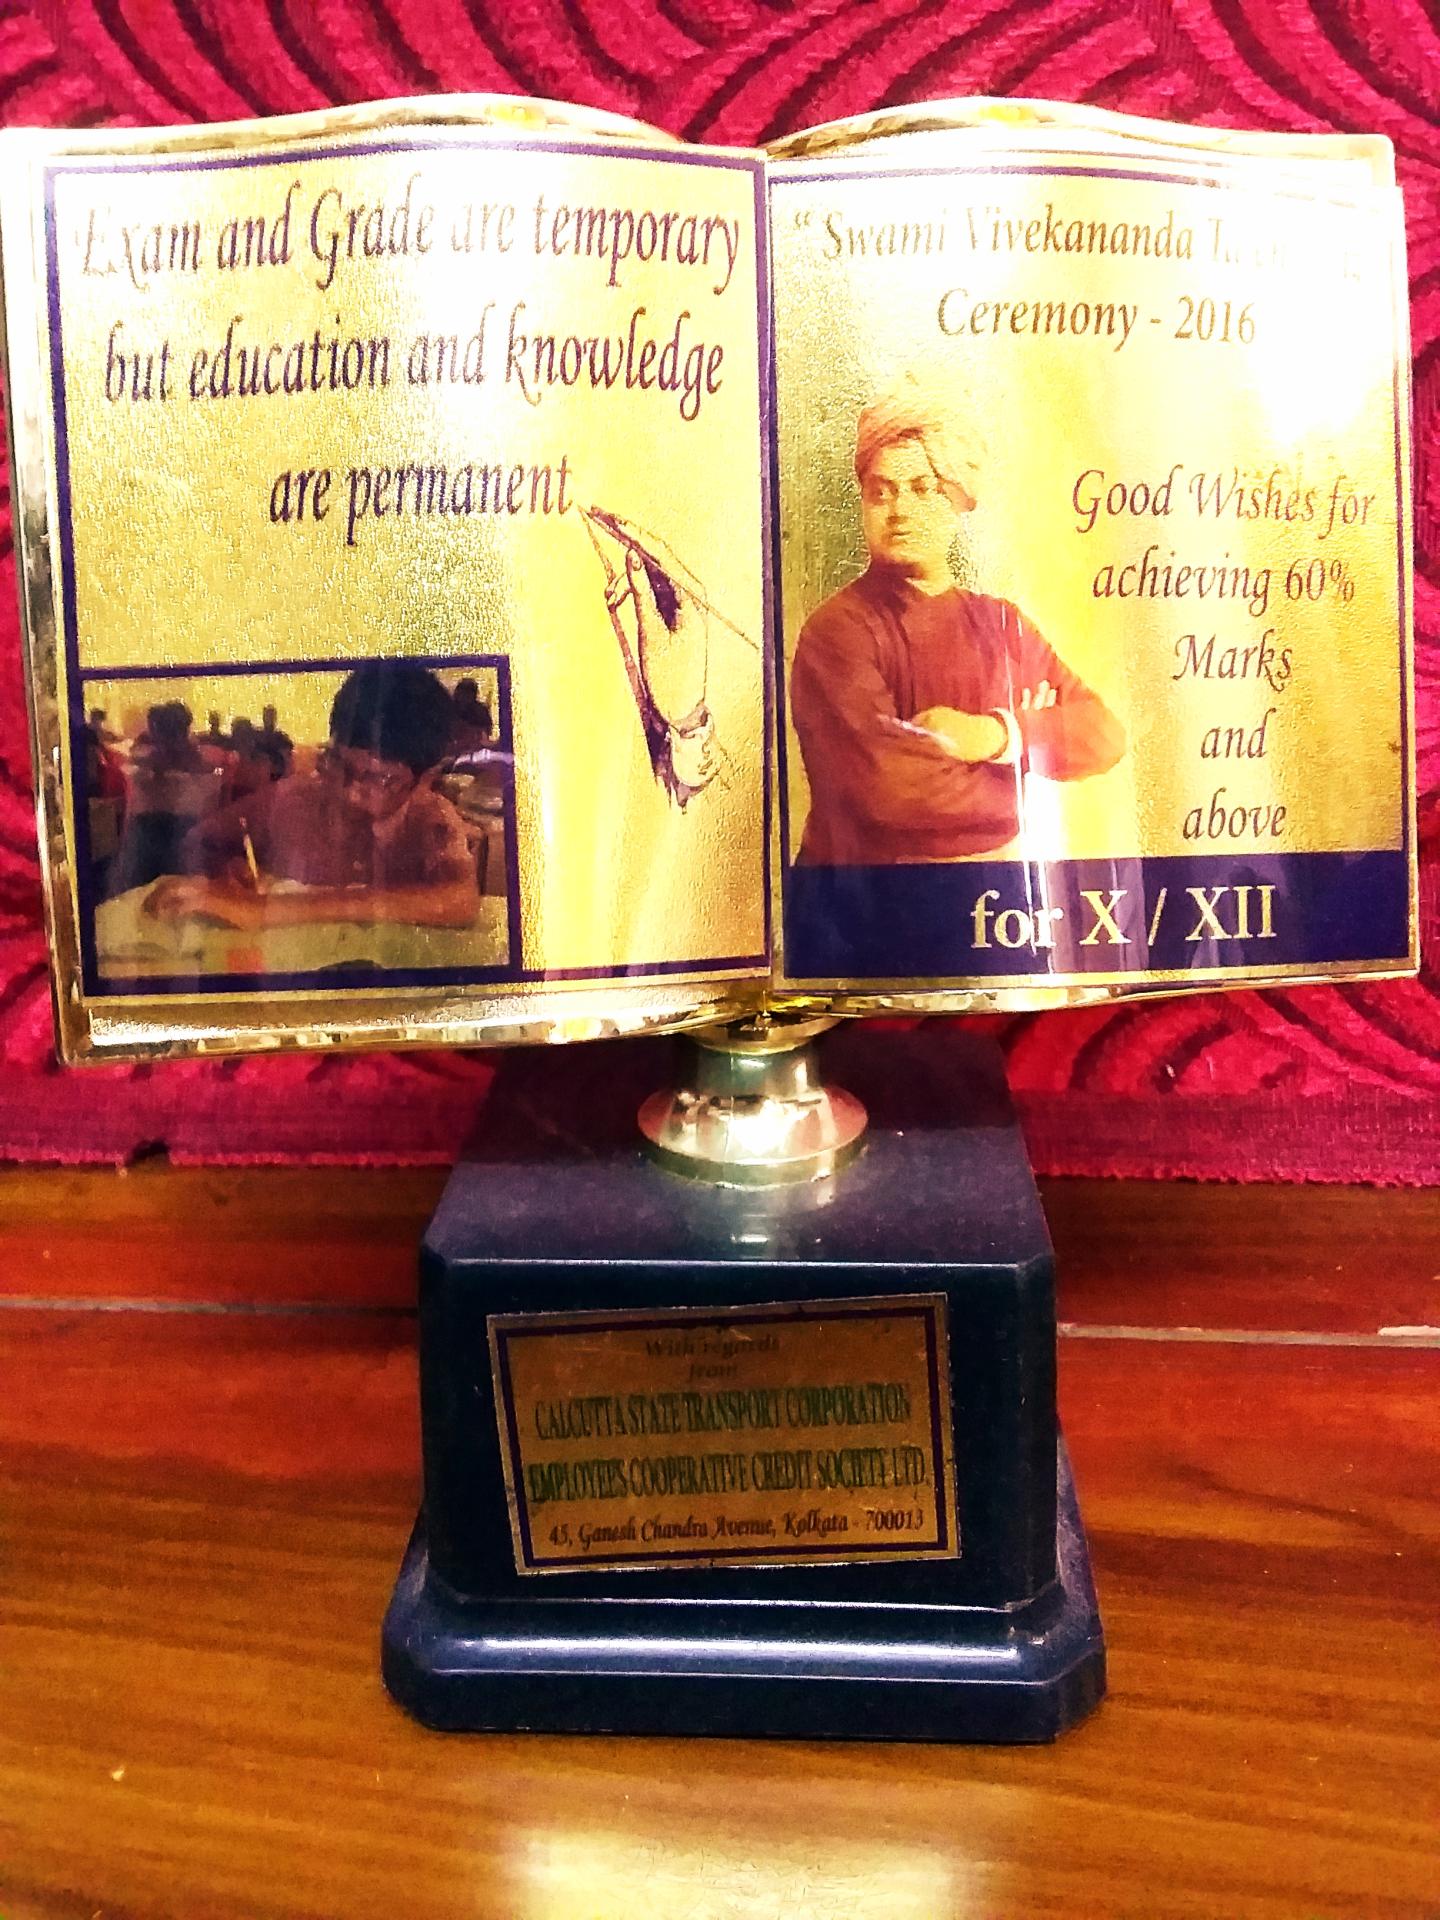 Exam and Grade are temporary
but education and knowledge
are permanent
" Swami Vivekananda
Ceremony - 2016
Good Wishes for
achieving 60%
Marks
and
above
for X / XII
With regards
from
CALCUTTA STATE TRANSPORT CORPORATION
EMPLOYEES COOPERATIVE CREDIT SOCIETY LTD.
45, Ganesh Chandra Avenue, Kolkata - 700013